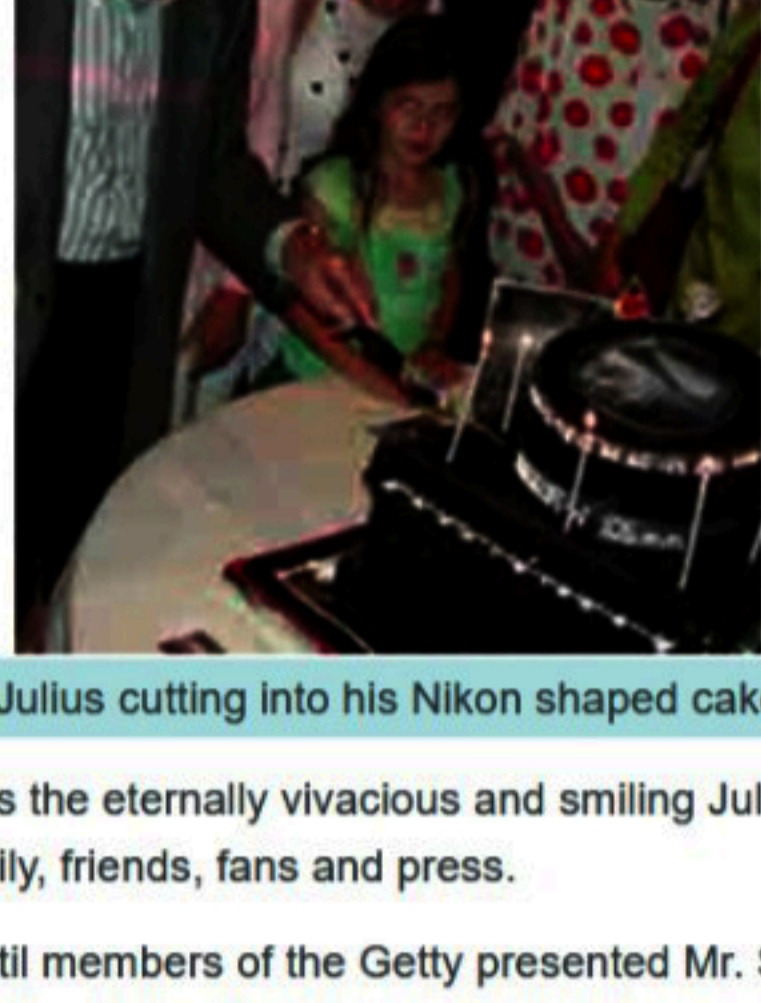 Julius cutting into his Nikon shaped cak
s the eternally vivacious and smiling Jul
ily, friends, fans and press.
til members of the Getty presented Mr.